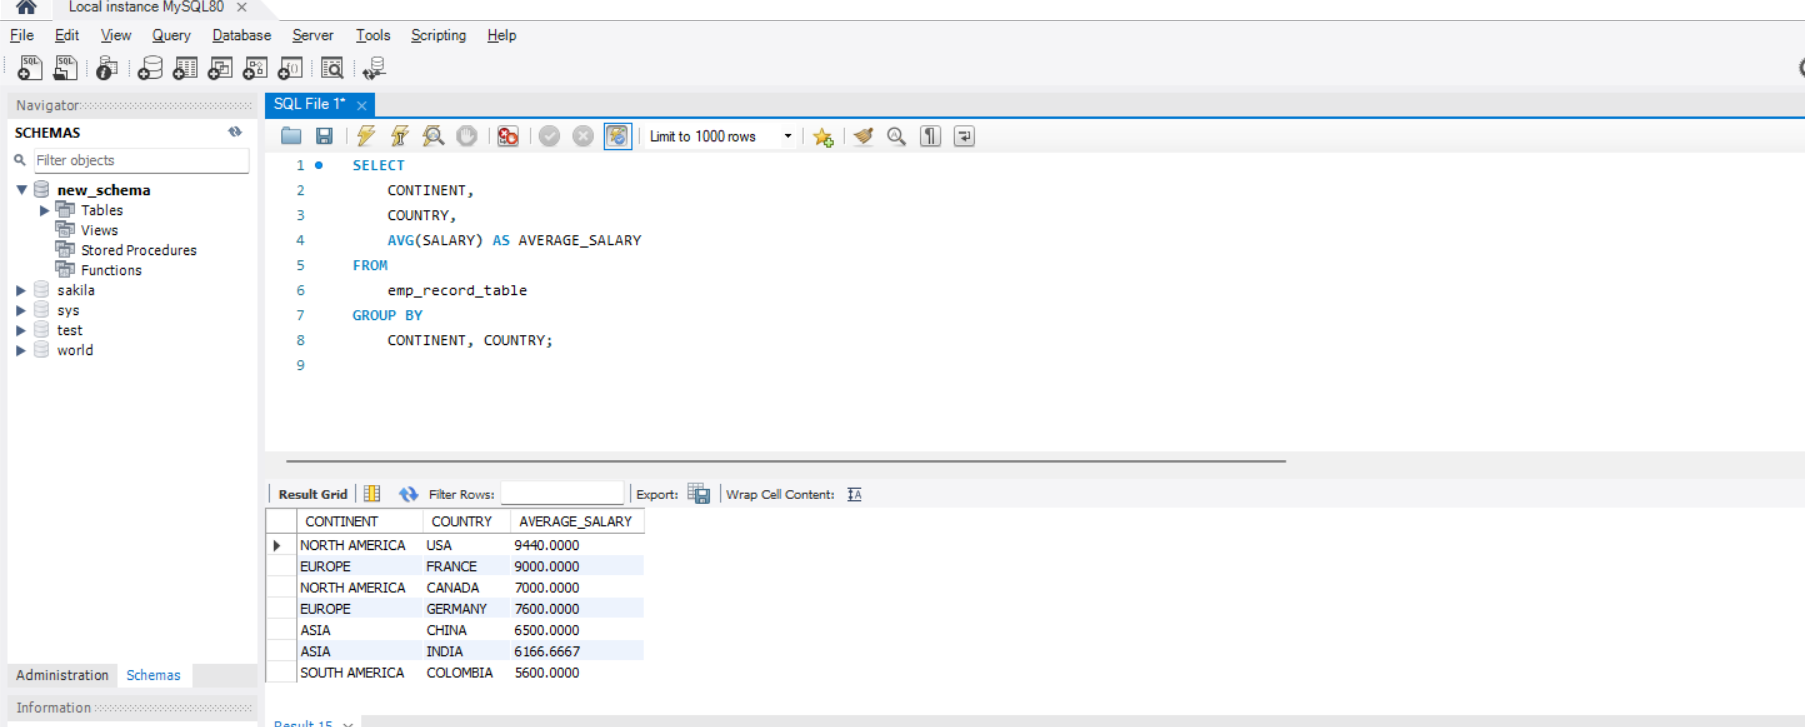 Local instance MySQL80
File Edit View Query Database Server Tools Scripting Help
Navigator
SCHEMAS
Filter objects
new_schema
Tables
Views
Stored Procedures
Functions
sakila
sys
test
world
Administration Schemas
Information
SQL File 1*
Limit to 1000 rows
1 SELECT
2 CONTINENT,
3 COUNTRY,
4 AVG(SALARY) AS AVERAGE_SALARY
5 FROM
6 emp_record_table
7 GROUP BY
8 CONTINENT, COUNTRY;
9
Result Grid Filter Rows: Export: Wrap Cell Content:
CONTINENT COUNTRY AVERAGE_SALARY
NORTH AMERICA USA 9440.0000
EUROPE FRANCE 9000.0000
NORTH AMERICA CANADA 7000.0000
EUROPE GERMANY 7600.0000
ASIA CHINA 6500.0000
ASIA INDIA 6166.6667
SOUTH AMERICA COLOMBIA 5600.0000
Result 15